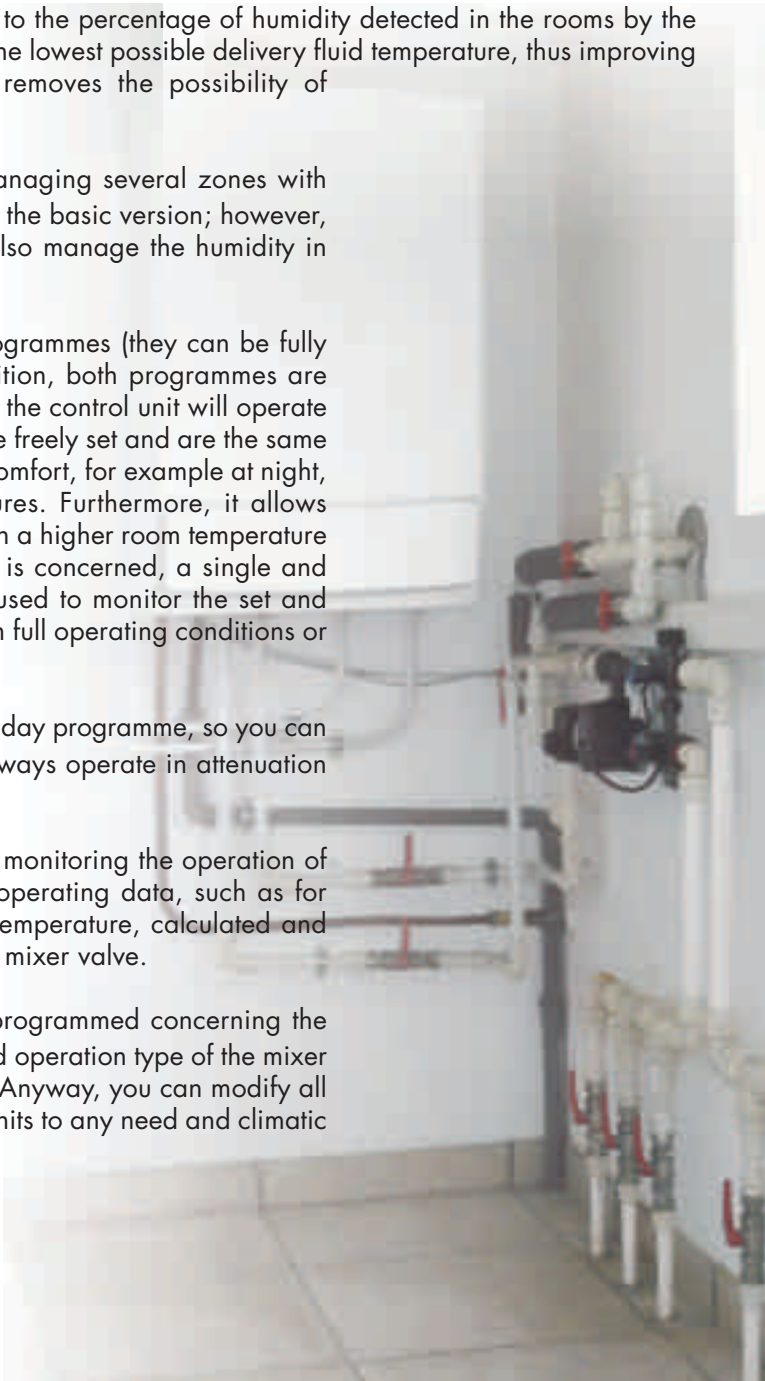 to the percentage of humidity detected in the rooms by the
he lowest possible delivery fluid temperature, thus improving
removes the possibility of
anaging several zones with
the basic version; however,
lso manage the humidity in
ogrammes (they can be fully
ition, both programmes are
the control unit will operate
e freely set and are the same
omfort, for example at night,
ures. Furthermore, it allows
n a higher room temperature
is concerned, a single and
used to monitor the set and
n full operating conditions or
day programme, so you can
ways operate in attenuation
monitoring the operation of
operating data, such as for
emperature, calculated and
mixer valve.
programmed concerning the
d operation type of the mixer
Anyway, you can modify all
nits to any need and climatic